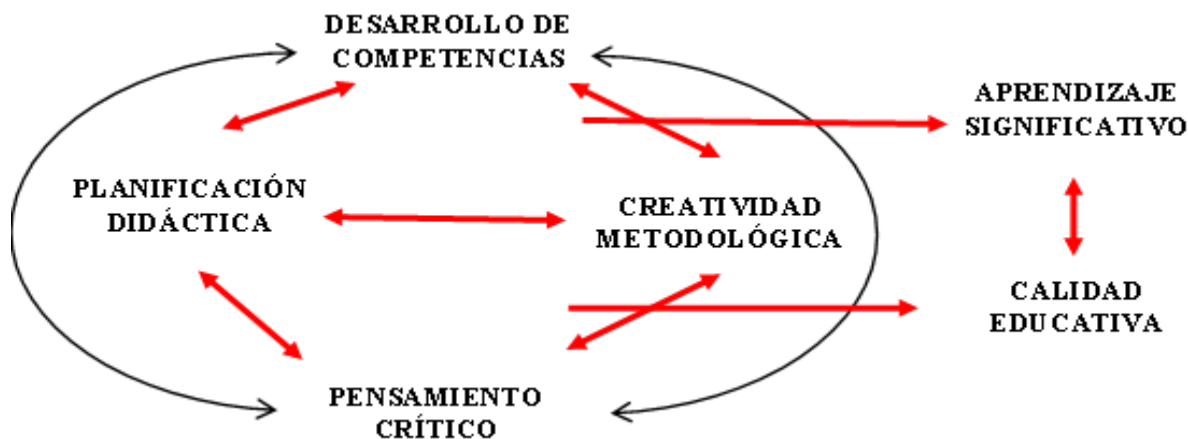 DESARROLLO DE
COMPETENCIAS
APRENDIZAJE
SIGNIFICATIVO
PLANIFICACIÓN
DIDÁCTICA
CREATIVIDAD
METODOLÓGICA
CALIDAD
EDUCATIVA
PENSAMIENTO
CRÍTICO